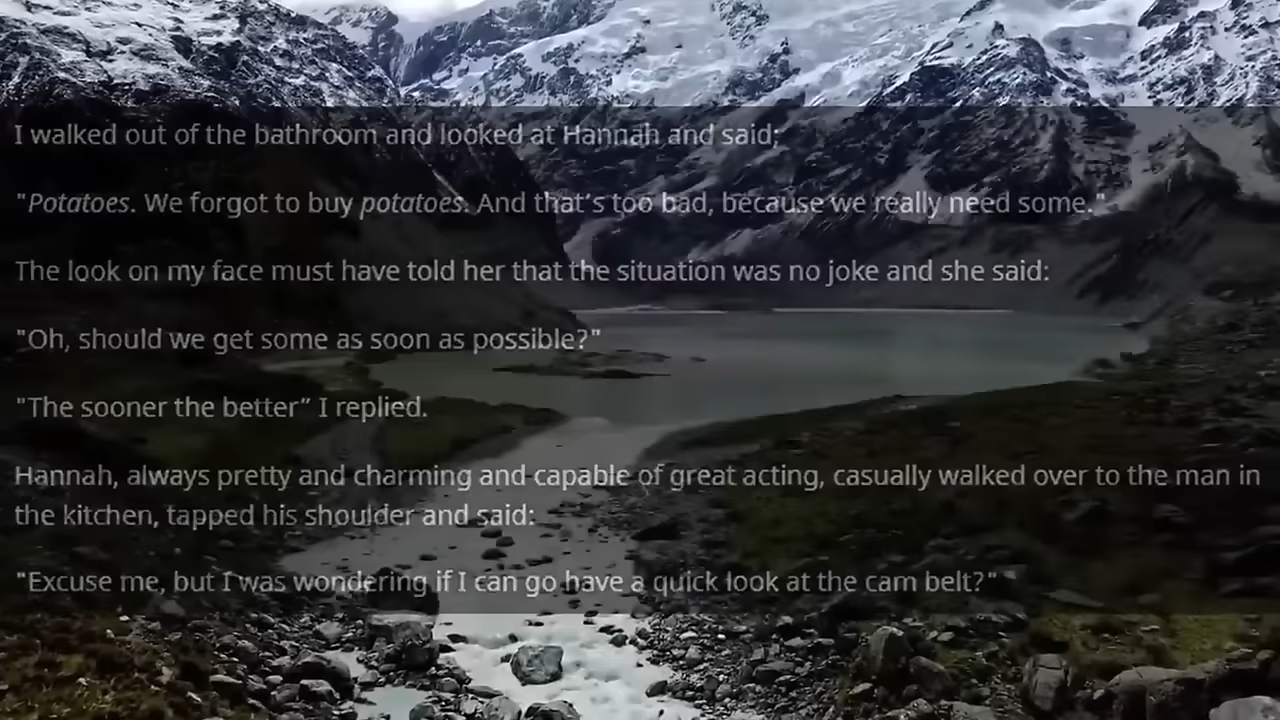 I walked out of the bathroom and looked at Hannah and said;
"Potatoes. We forgot to buy potatoes. And that's too bad, because we really need some."
The look on my face must have told her that the situation was no joke and she said:
"Oh, should we get some as soon as possible?"
"The sooner the better” I replied.
Hannah, always pretty and charming and capable of great acting, casually walked over to the man in
the kitchen, tapped his shoulder and said:
"Excuse me, but I was wondering if I can go have a quick look at the cam belt?"